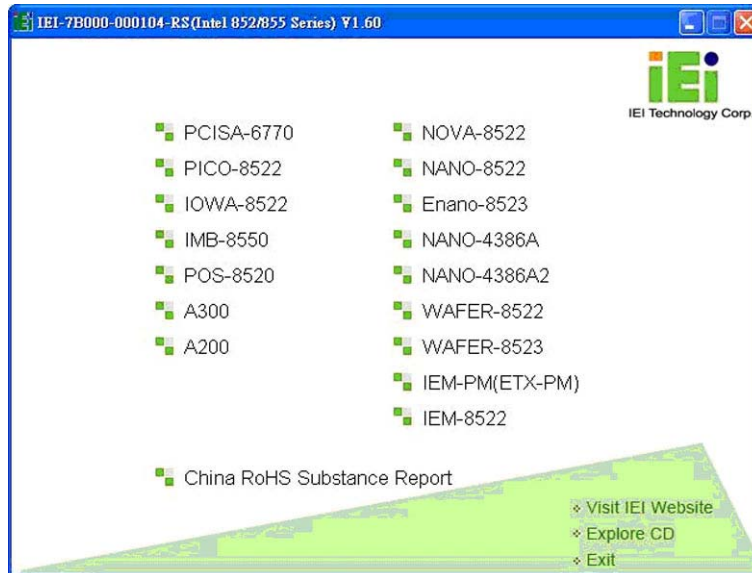 IEI-7B000-000104-RS(Intel 852/855 Series) V1.60
iEi
IEI Technology Corp.
PCISA-6770
PICO-8522
IOWA-8522
IMB-8550
POS-8520
A300
A200
NOVA-8522
NANO-8522
Enano-8523
NANO-4386A
NANO-4386A2
WAFER-8522
WAFER-8523
IEM-PM(ETX-PM)
IEM-8522
China RoHS Substance Report
Visit IEI Website
Explore CD
Exit